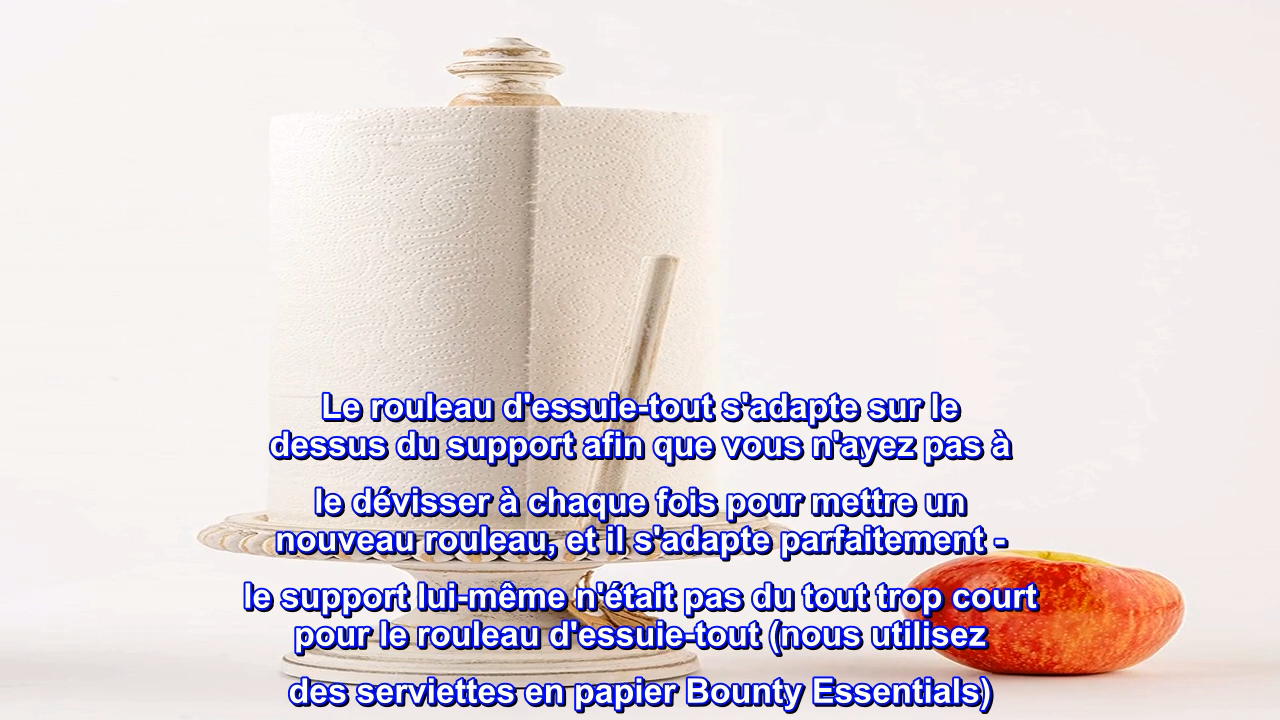 Le rouleau d'essuie-tout s'adapte sur le
dessus du support afin que vous n'ayez pas à
le dévisser à chaque fois pour mettre un
nouveau rouleau, et il s'adapte parfaitement -
le support lui-même n'était pas du tout trop court
pour le rouleau d'essuie-tout (nous utilisez
des serviettes en papier Bounty Essentials)